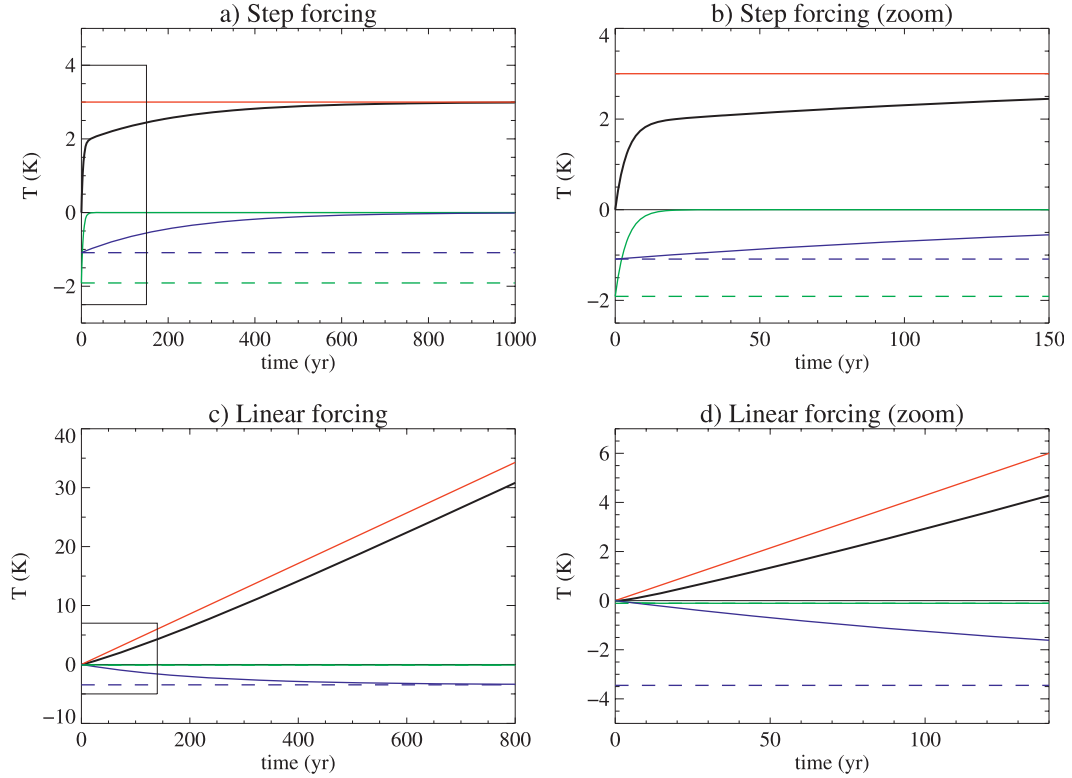 a) Step forcing
b) Step forcing (zoom)
4
2
0
−2
T (K)
0 200 400 600 800 1000
time (yr)
4
2
0
−2
T (K)
0 50 100 150
time (yr)
c) Linear forcing
d) Linear forcing (zoom)
40
30
20
10
0
−10
T (K)
0 200 400 600 800
time (yr)
6
4
2
0
−2
−4
T (K)
0 50 100
time (yr)